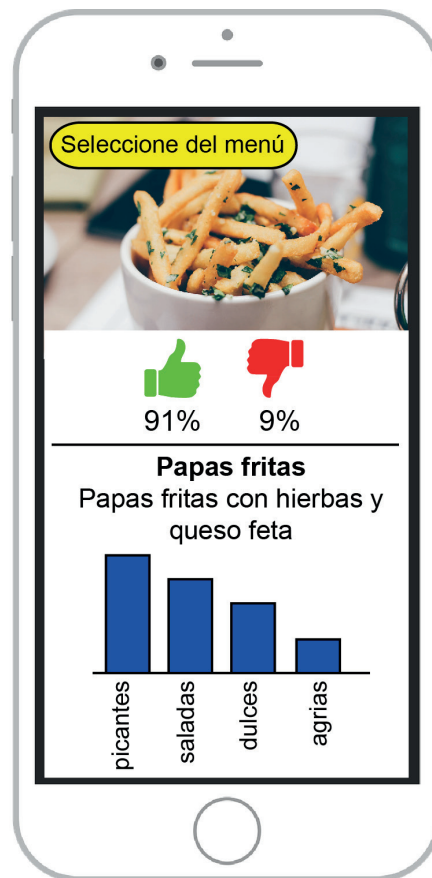 Seleccione del menú
91%
9%
Papas fritas
Papas fritas con hierbas y
queso feta
picantes
saladas
dulces
agrias